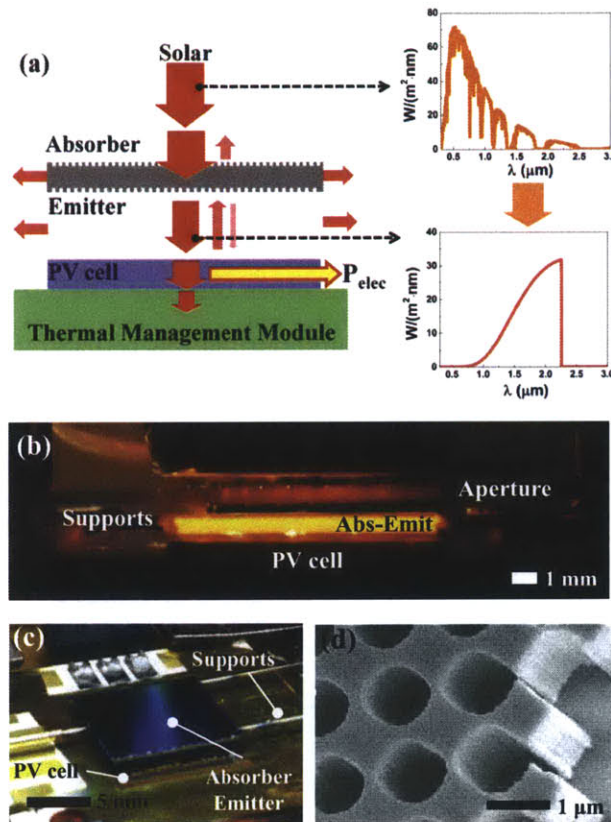 (a)
Solar
Absorber
Emitter
PV cell
P_elec
Thermal Management Module
W/(m²·nm)
80
60
40
20
0
0.5 1.0 1.5 2.0 2.5 3.0
λ (μm)
W/(m²·nm)
40
30
20
10
0
0.5 1.0 1.5 2.0 2.5 3.0
λ (μm)
(b)
Aperture
Supports
Abs-Emit
PV cell
1 mm
(c)
Supports
PV cell
Absorber
Emitter
5 mm
(d)
1 μm